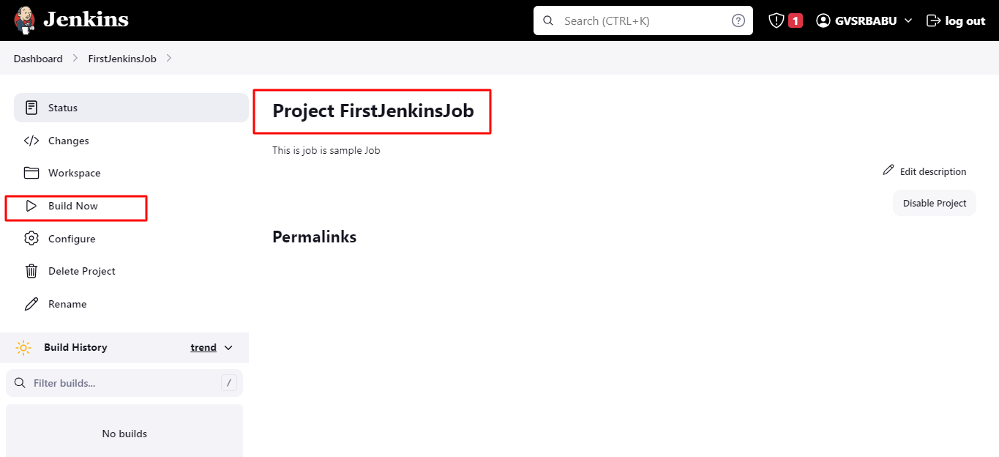 Jenkins
Search (CTRL+K)
1
GVSRBABU
log out
Dashboard
FirstJenkinsJob
Status
Changes
Workspace
Build Now
Configure
Delete Project
Rename
Build History
trend
Filter builds...
/
No builds
Project FirstJenkinsJob
This is job is sample Job
Edit description
Disable Project
Permalinks